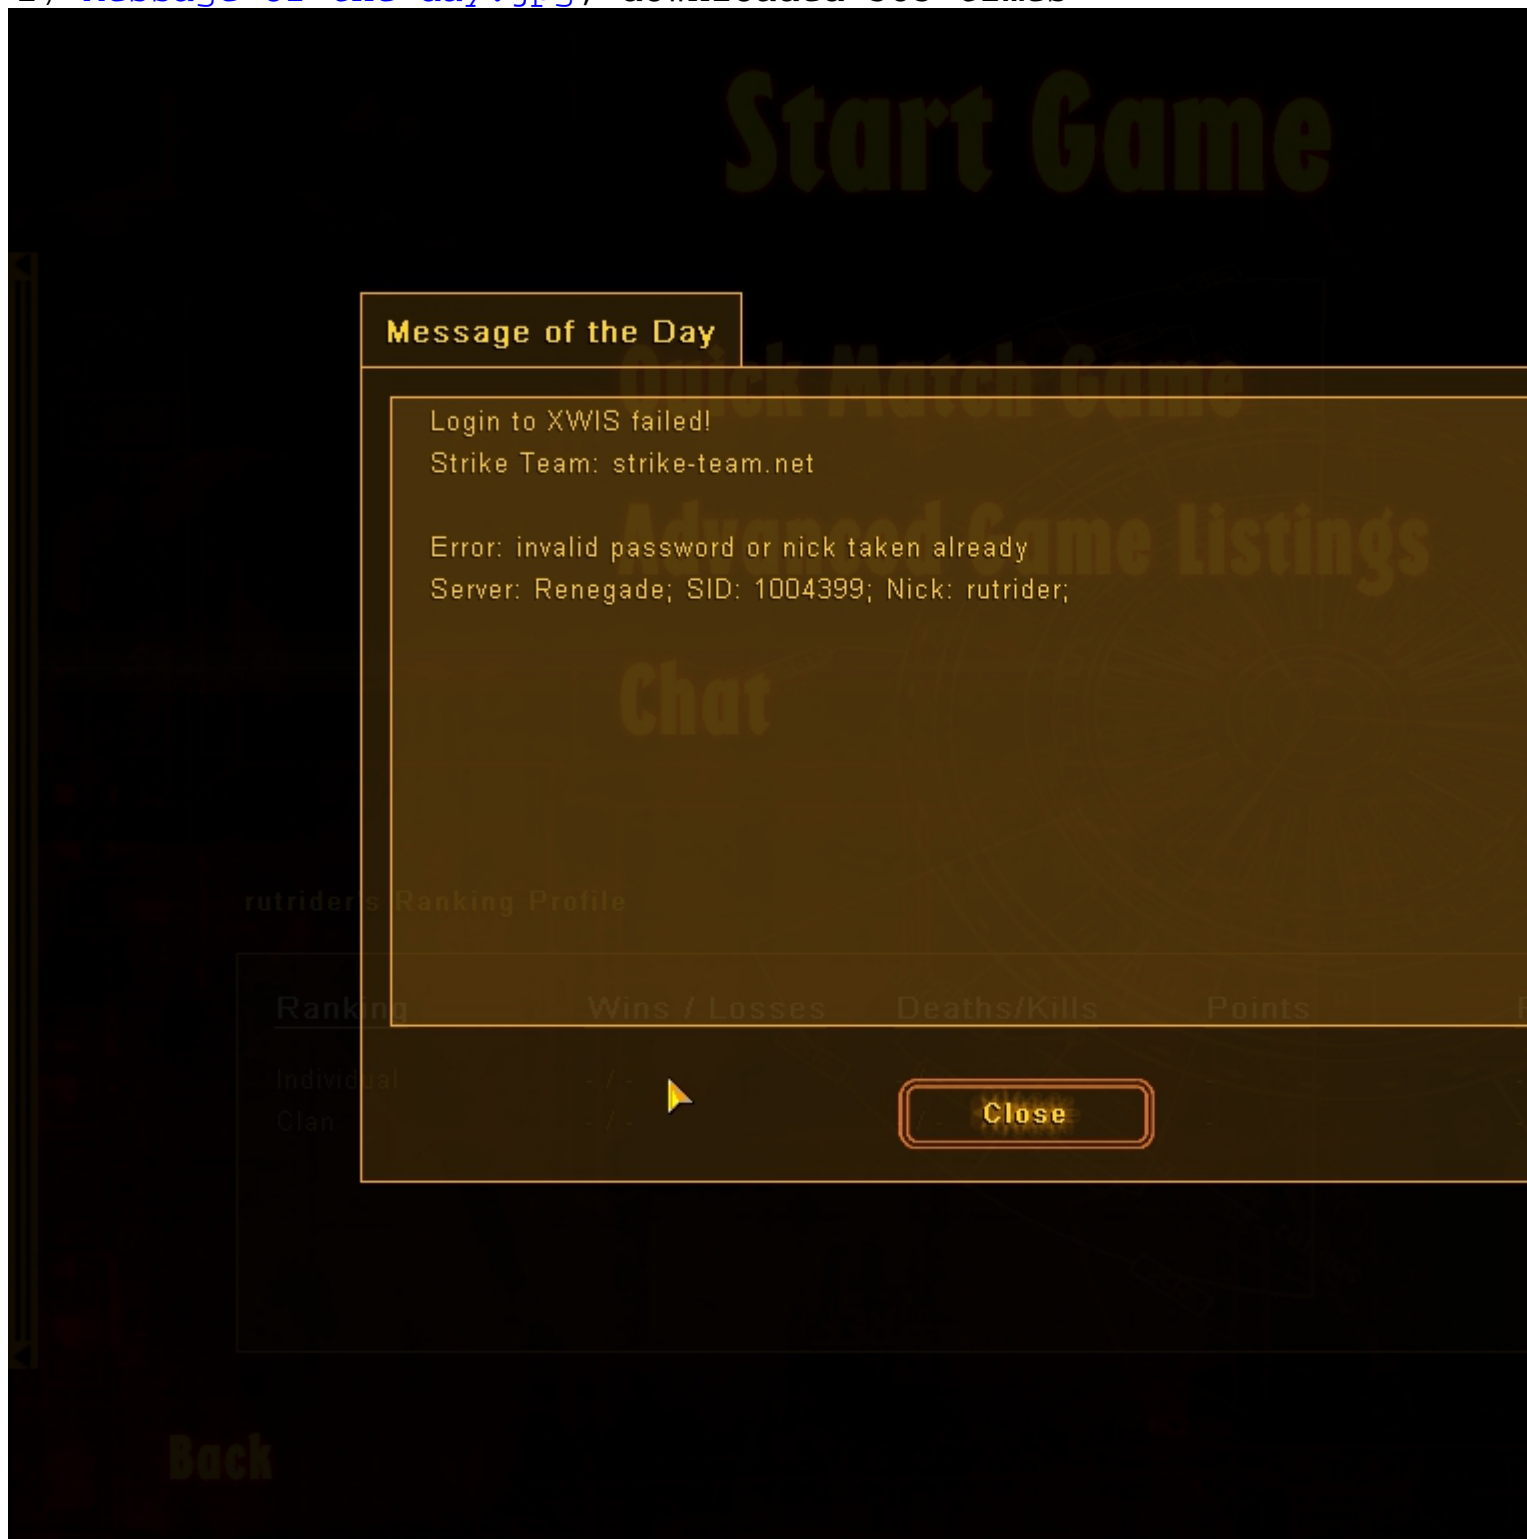 Start Game
Message of the Day
Quick Match Game
Login to XWIS failed!
Strike Team: strike-team.net
Advanced Game Listings
Error: invalid password or nick taken already
Server: Renegade; SID: 1004399; Nick: rutrider;
Chat
rutrider's Ranking Profile
Ranking Wins / Losses Deaths/Kills Points
Individual - / -
Clan - / - / - -
Close
Back